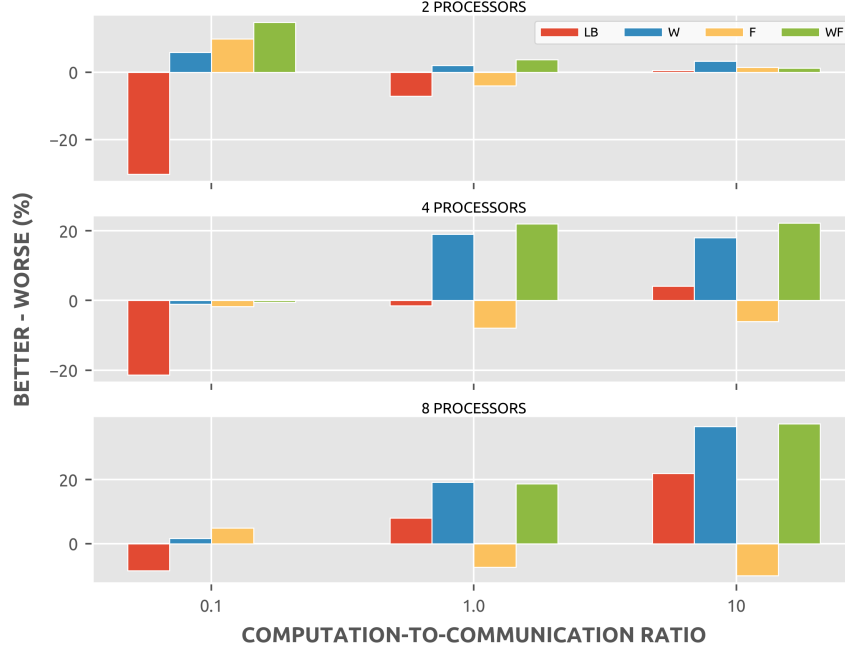 2 PROCESSORS
LB W F WF
0
−20
4 PROCESSORS
20
0
−20
BETTER - WORSE (%)
8 PROCESSORS
20
0
0.1 1.0 10
COMPUTATION-TO-COMMUNICATION RATIO